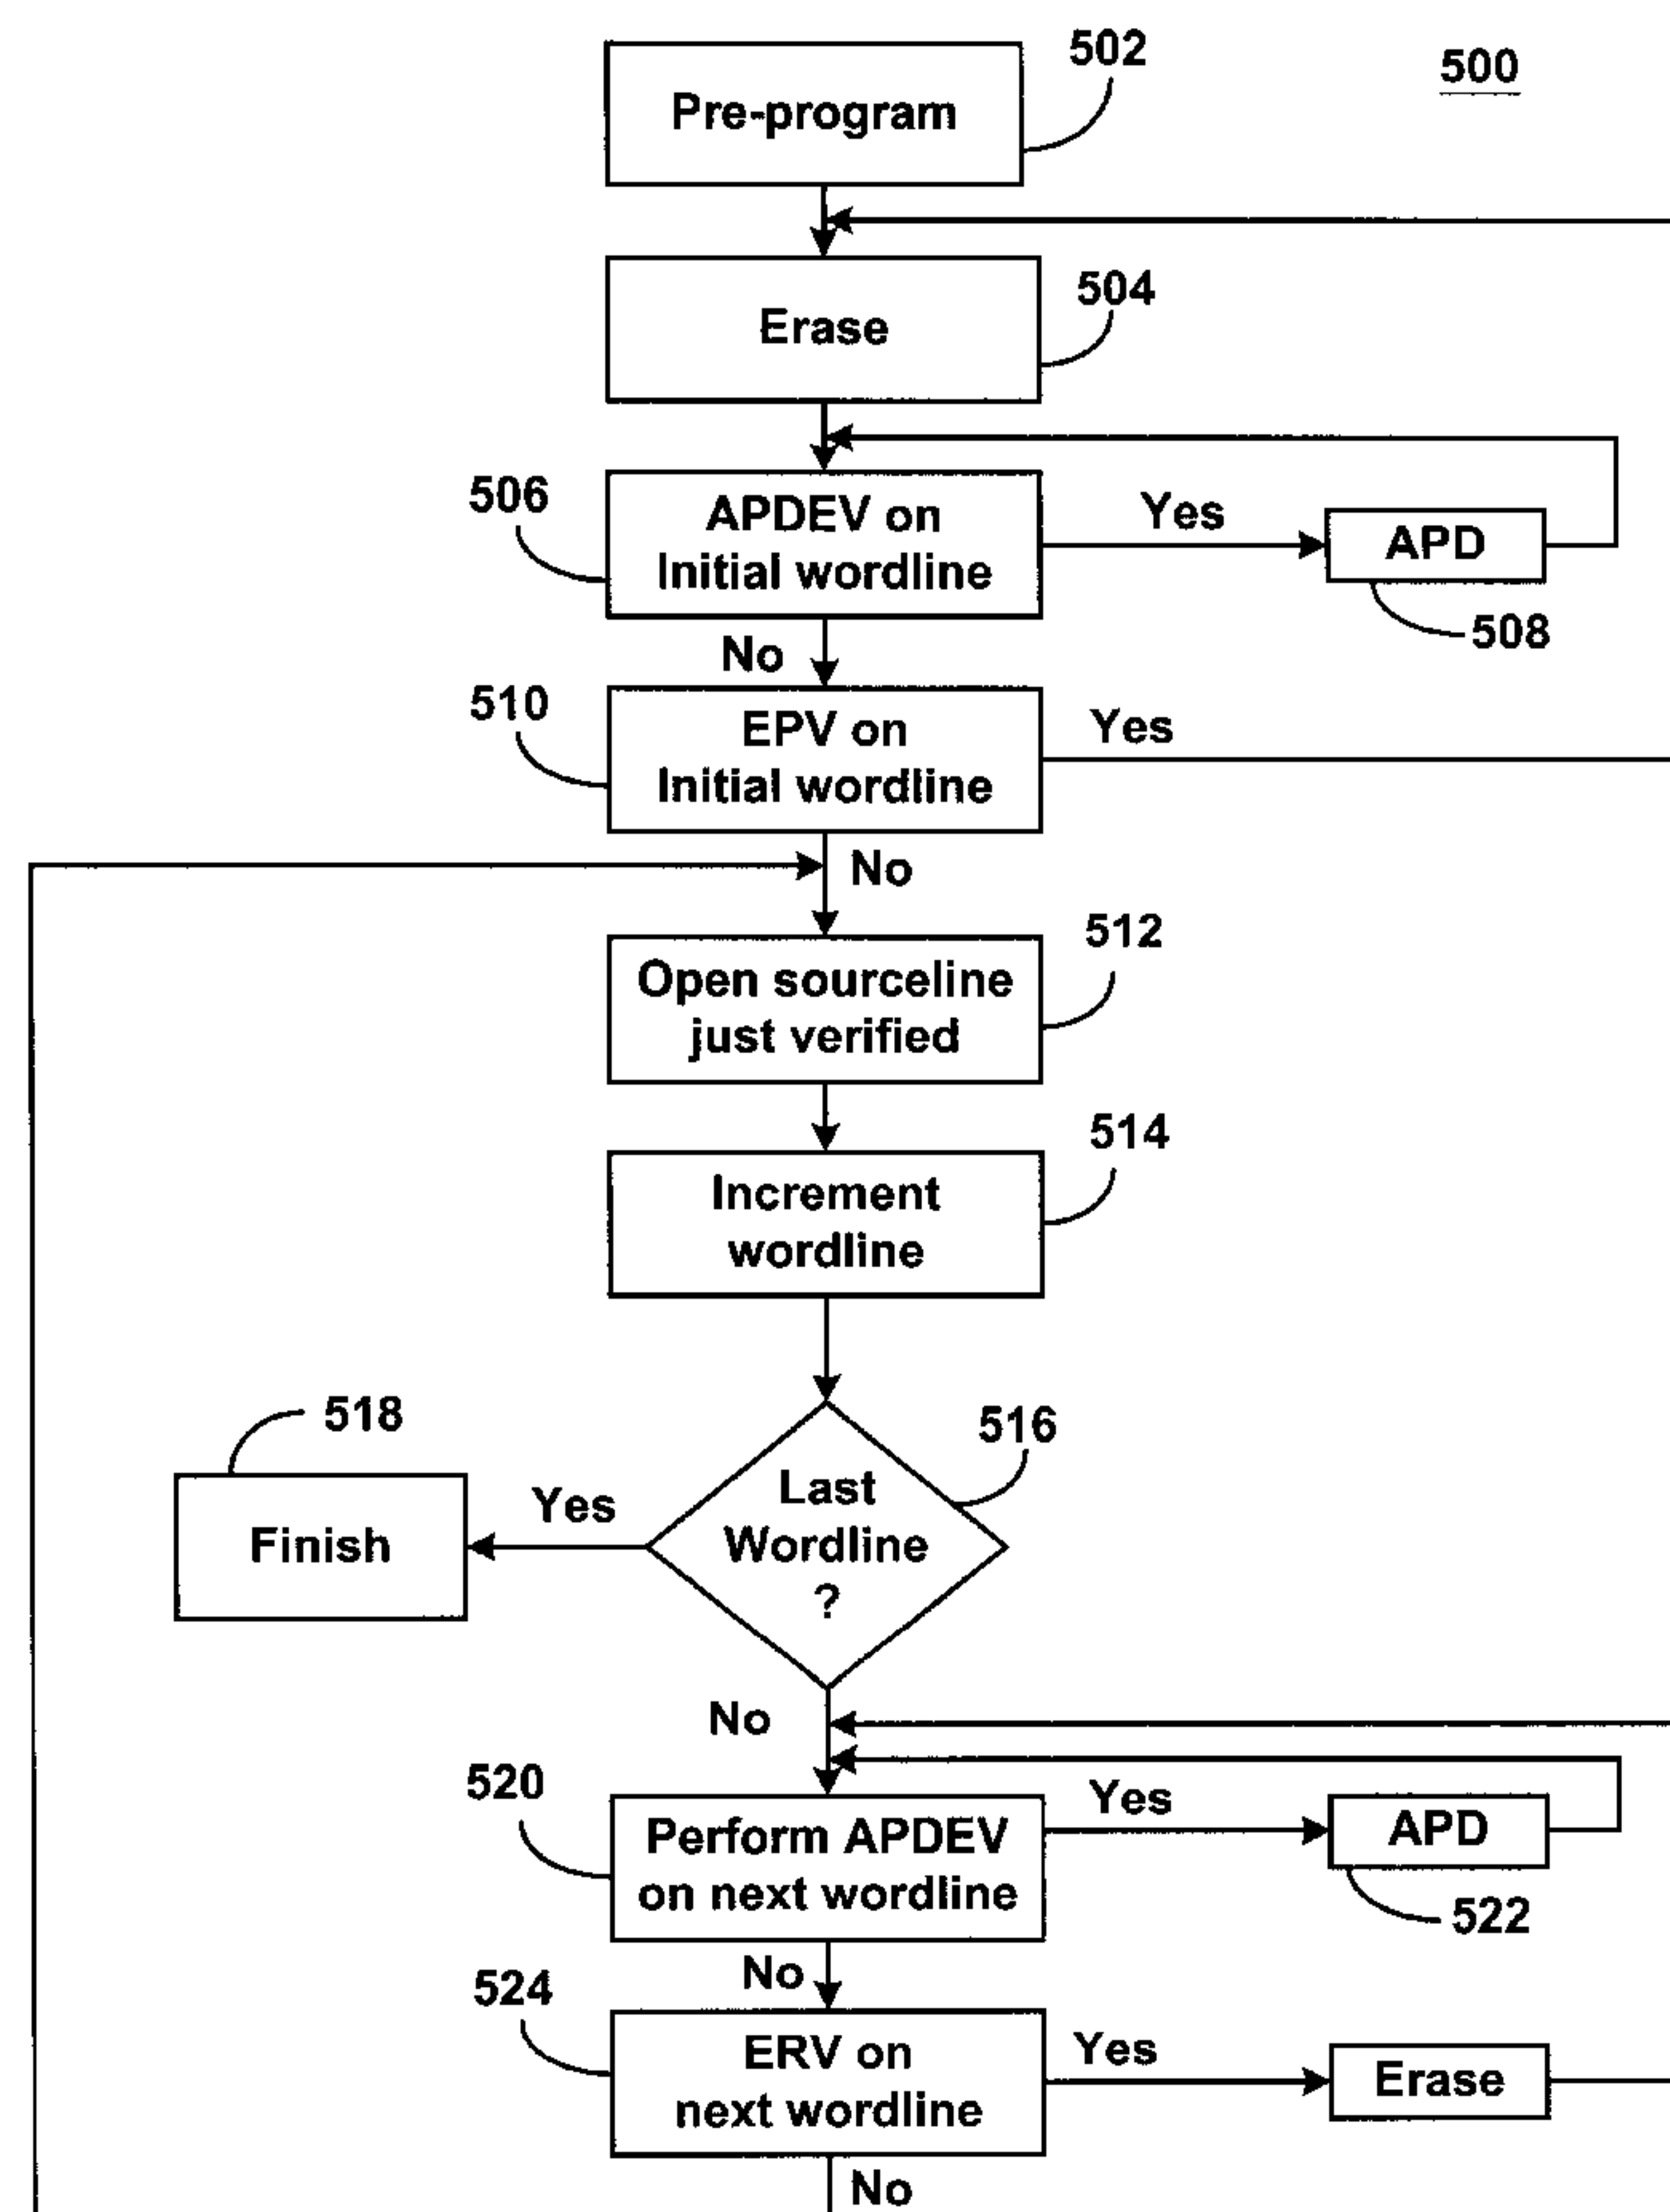 502
500
Pre-program
504
Erase
506
APDEV on
Initial wordline
Yes
APD
508
No
510
EPV on
Initial wordline
Yes
No
512
Open sourceline
just verified
514
Increment
wordline
518
516
Finish
Yes
Last
Wordline
?
No
520
Perform APDEV
on next wordline
Yes
APD
522
No
524
ERV on
next wordline
Yes
Erase
No